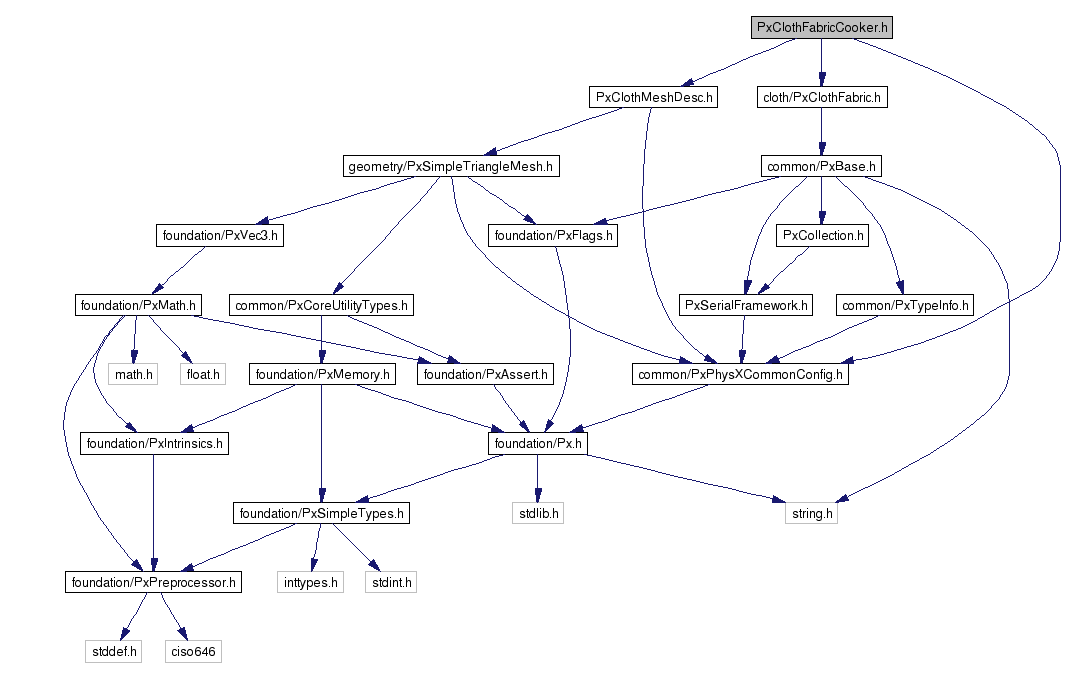 PxClothFabricCooker.h
PxClothMeshDesc.h
cloth/PxClothFabric.h
geometry/PxSimpleTriangleMesh.h
common/PxBase.h
foundation/PxVec3.h
foundation/PxFlags.h
PxCollection.h
foundation/PxMath.h
common/PxCoreUtilityTypes.h
PxSerialFramework.h
common/PxTypeInfo.h
math.h
float.h
foundation/PxMemory.h
foundation/PxAssert.h
common/PxPhysXCommonConfig.h
foundation/PxIntrinsics.h
foundation/Px.h
foundation/PxSimpleTypes.h
stdlib.h
string.h
foundation/PxPreprocessor.h
inttypes.h
stdint.h
stddef.h
ciso646